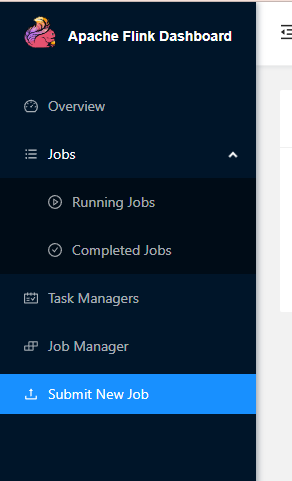 Apache Flink Dashboard
Overview
Jobs
Running Jobs
Completed Jobs
Task Managers
Job Manager
Submit New Job